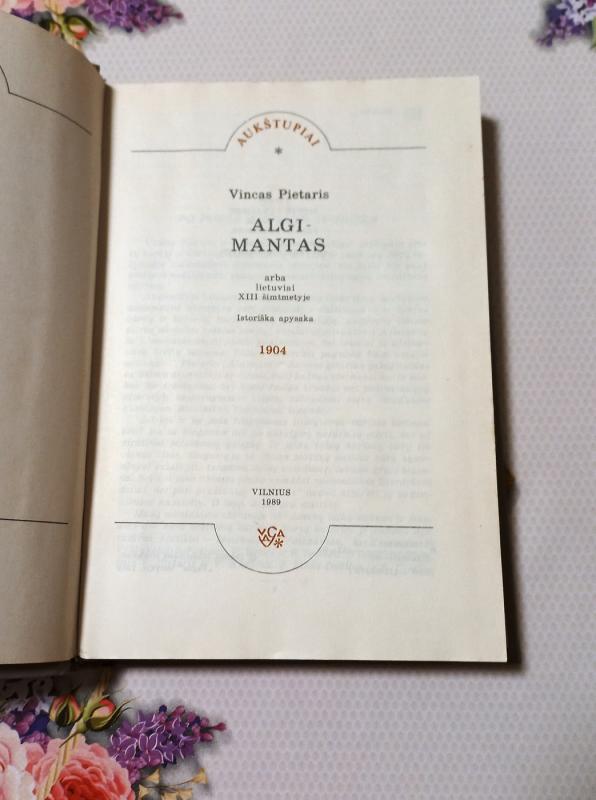 AUKŠTUPIAI
*
Vincas Pietaris
ALGI-
MANTAS
arba
lietuviai
XIII šimtmetyje
Istoriška apysaka
1904
VILNIUS
1989